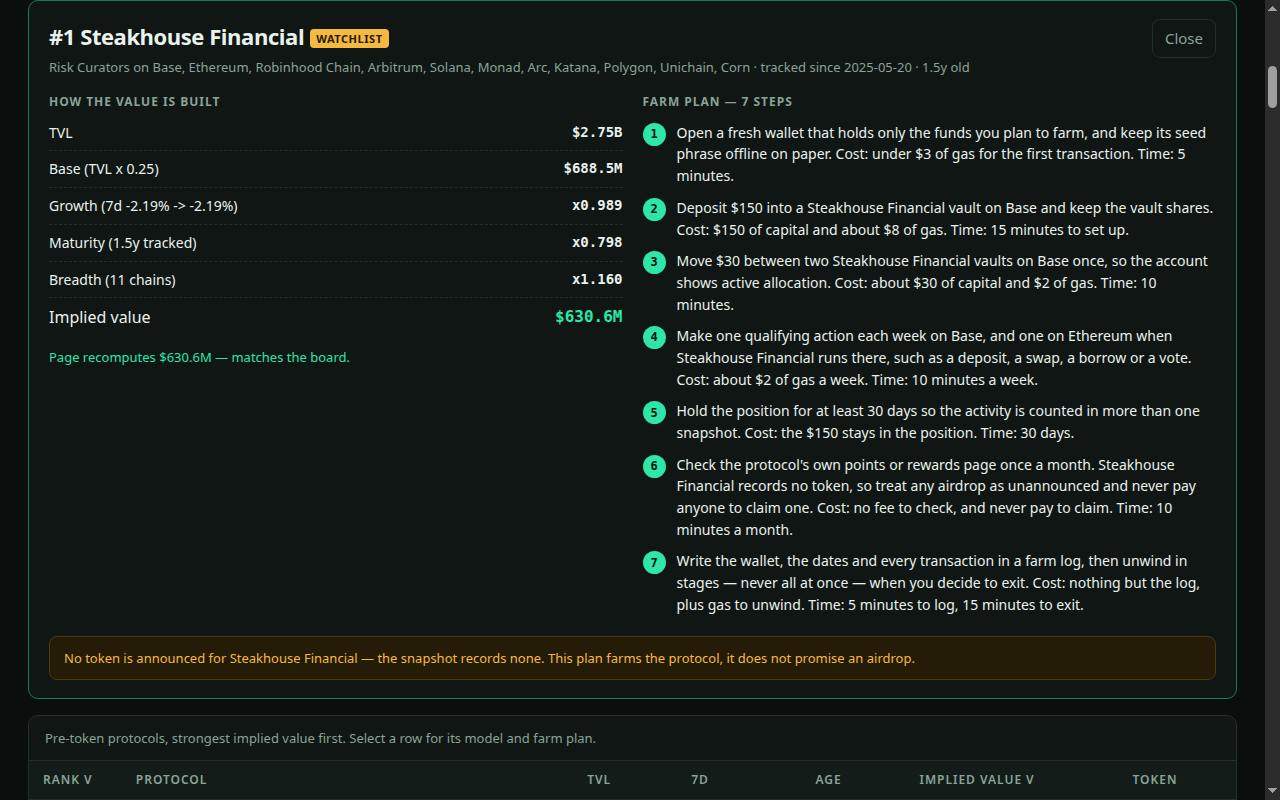 #1 Steakhouse Financial WATCHLIST
Close
Risk Curators on Base, Ethereum, Robinhood Chain, Arbitrum, Solana, Monad, Arc, Katana, Polygon, Unichain, Corn · tracked since 2025-05-20 · 1.5y old
HOW THE VALUE IS BUILT
TVL $2.75B
Base (TVL x 0.25) $688.5M
Growth (7d -2.19% -> -2.19%) x0.989
Maturity (1.5y tracked) x0.798
Breadth (11 chains) x1.160
Implied value $630.6M
Page recomputes $630.6M — matches the board.
FARM PLAN — 7 STEPS
1 Open a fresh wallet that holds only the funds you plan to farm, and keep its seed
phrase offline on paper. Cost: under $3 of gas for the first transaction. Time: 5
minutes.
2 Deposit $150 into a Steakhouse Financial vault on Base and keep the vault shares.
Cost: $150 of capital and about $8 of gas. Time: 15 minutes to set up.
3 Move $30 between two Steakhouse Financial vaults on Base once, so the account
shows active allocation. Cost: about $30 of capital and $2 of gas. Time: 10
minutes.
4 Make one qualifying action each week on Base, and one on Ethereum when
Steakhouse Financial runs there, such as a deposit, a swap, a borrow or a vote.
Cost: about $2 of gas a week. Time: 10 minutes a week.
5 Hold the position for at least 30 days so the activity is counted in more than one
snapshot. Cost: the $150 stays in the position. Time: 30 days.
6 Check the protocol's own points or rewards page once a month. Steakhouse
Financial records no token, so treat any airdrop as unannounced and never pay
anyone to claim one. Cost: no fee to check, and never pay to claim. Time: 10
minutes a month.
7 Write the wallet, the dates and every transaction in a farm log, then unwind in
stages — never all at once — when you decide to exit. Cost: nothing but the log,
plus gas to unwind. Time: 5 minutes to log, 15 minutes to exit.
No token is announced for Steakhouse Financial — the snapshot records none. This plan farms the protocol, it does not promise an airdrop.
Pre-token protocols, strongest implied value first. Select a row for its model and farm plan.
RANK V PROTOCOL TVL 7D AGE IMPLIED VALUE V TOKEN